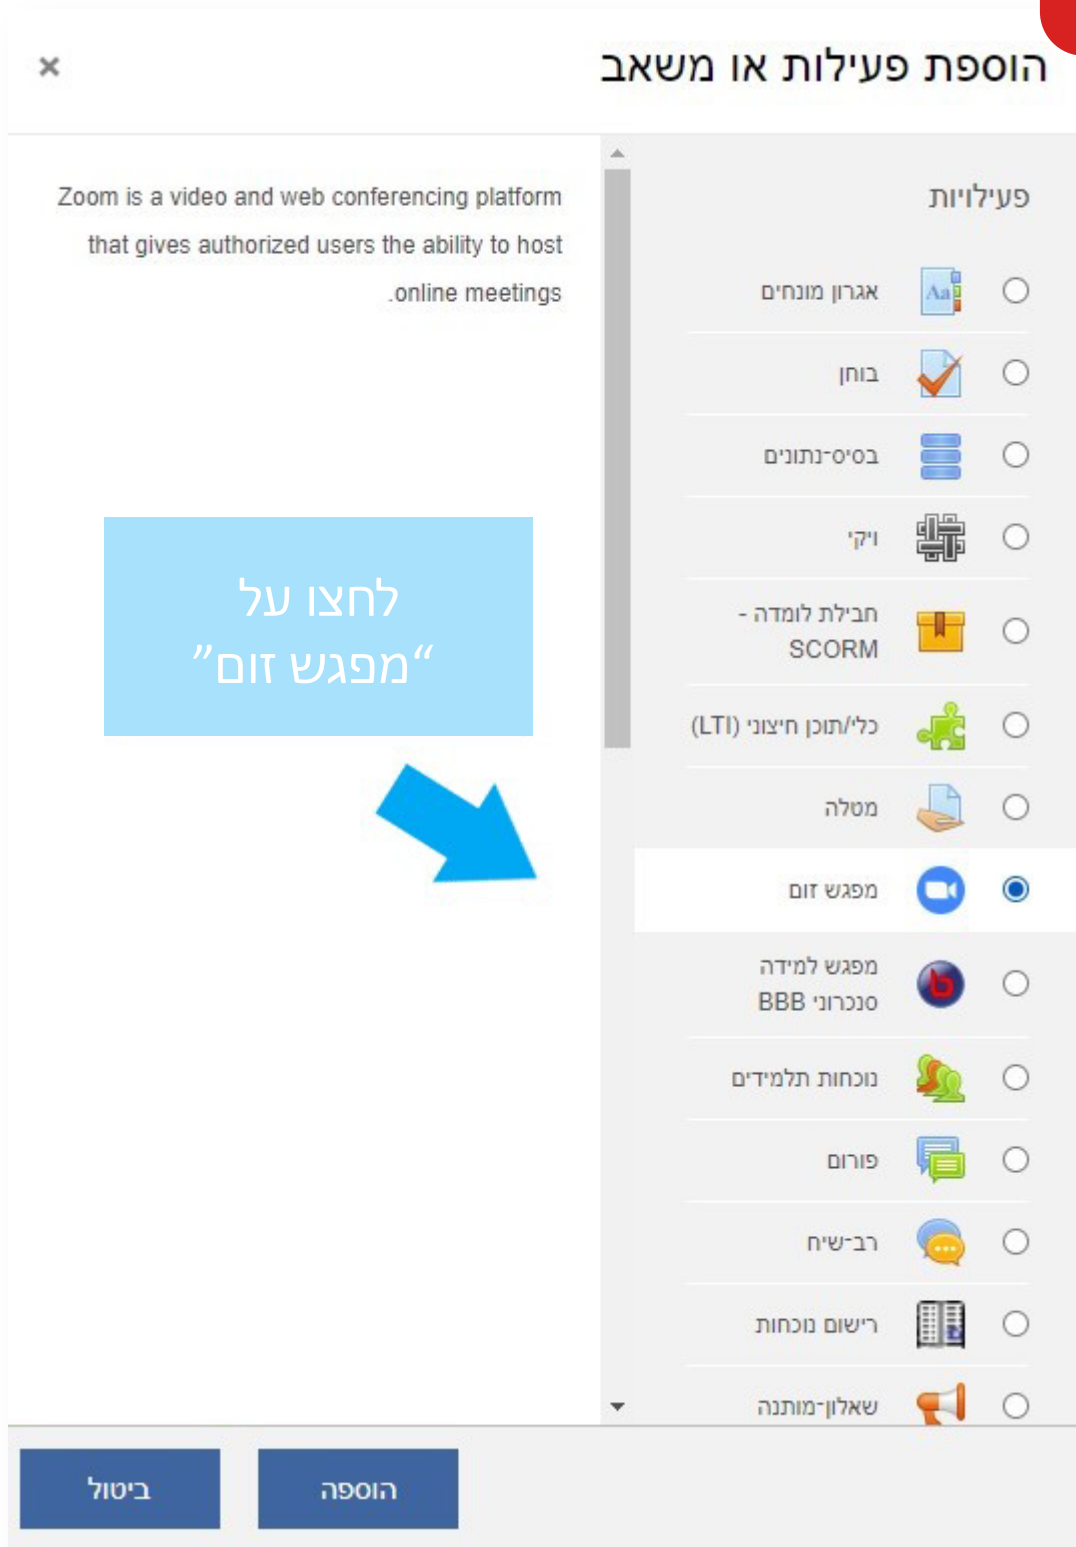 הוספת פעילות או משאב
×
פעילויות
אגרון מונחים
בוחן
בסיס־נתונים
ויקי
חבילת לומדה -
SCORM
כלי/תוכן חיצוני (LTI)
מטלה
מפגש זום
מפגש למידה
סנכרוני BBB
נוכחות תלמידים
פורום
רב־שיח
רישום נוכחות
שאלון־מותנה
Zoom is a video and web conferencing platform
that gives authorized users the ability to host
.online meetings
לחצו על
“מפגש זום”
הוספה
ביטול